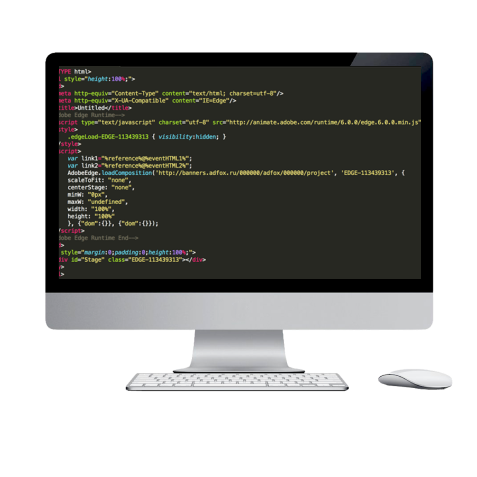 TYPE html>
style="height:100%;">
>
meta http-equiv="Content-Type" content="text/html; charset=utf-8"/>
meta http-equiv="X-UA-Compatible" content="IE=Edge"/>
title>Untitled</title>
dobe Edge Runtime-->
script type="text/javascript" charset="utf-8" src="http://animate.adobe.com/runtime/6.0.0/edge.6.0.0.min.js"
style>
.edgeLoad-EDGE-113439313 { visibility:hidden; }
/style>
script>
var link1="%reference%@%eventHTML1%";
var link2="%reference%@%eventHTML2%";
AdobeEdge.loadComposition('http://banners.adfox.ru/000000/adfox/000000/project', 'EDGE-113439313', {
scaleToFit: "none",
centerStage: "none",
minW: "0px",
maxW: "undefined",
width: "100%",
height: "100%"
}, {"dom":{}}, {"dom":{}});
/script>
dobe Edge Runtime End-->
>
style="margin:0;padding:0;height:100%;">
div id="Stage" class="EDGE-113439313"></div>
>
>